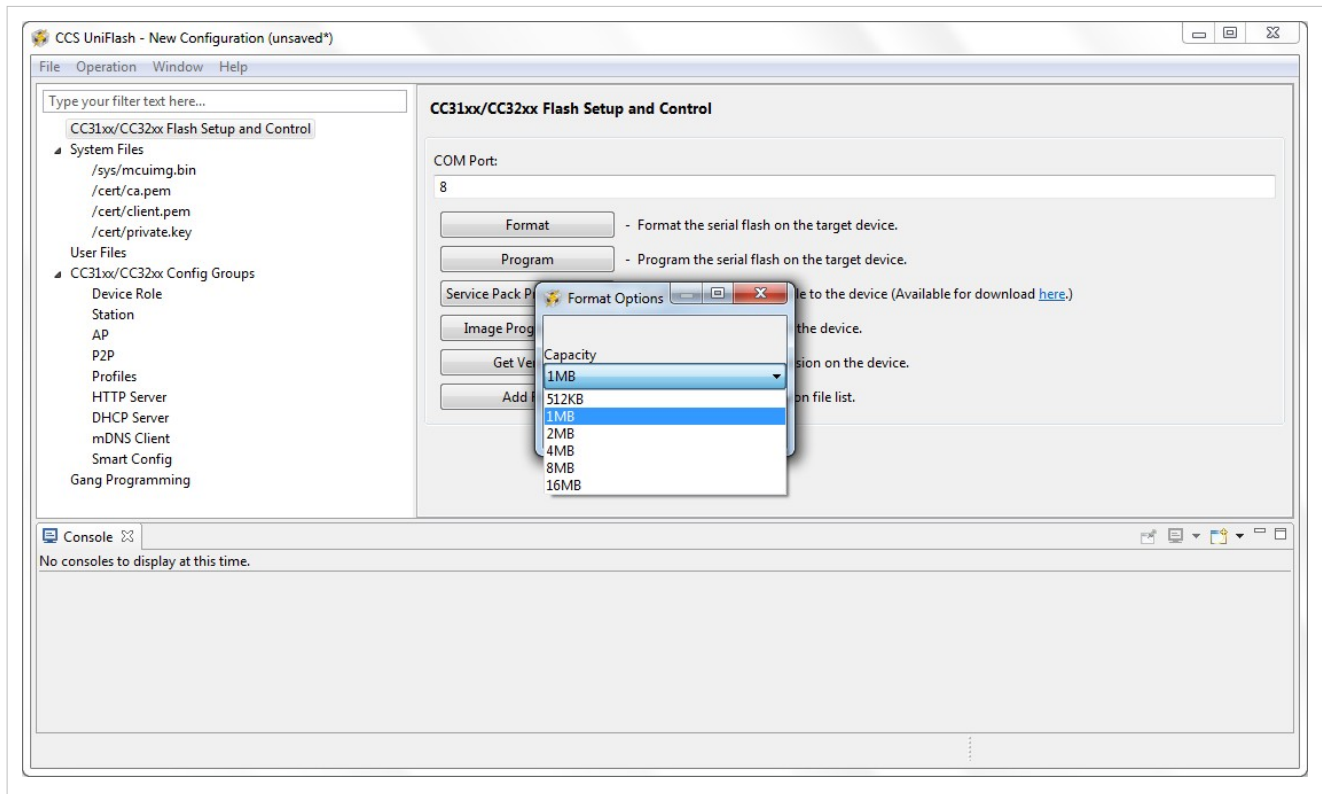 CCS UniFlash - New Configuration (unsaved*)
File Operation Window Help
Type your filter text here...
CC31xx/CC32xx Flash Setup and Control
System Files
/sys/mcuimg.bin
/cert/ca.pem
/cert/client.pem
/cert/private.key
User Files
CC31xx/CC32xx Config Groups
Device Role
Station
AP
P2P
Profiles
HTTP Server
DHCP Server
mDNS Client
Smart Config
Gang Programming
CC31xx/CC32xx Flash Setup and Control
COM Port:
8
Format - Format the serial flash on the target device.
Program - Program the serial flash on the target device.
Service Pack le to the device (Available for download here.)
Image the device.
Get sion on the device.
Add on file list.
Format Options
Capacity
1MB
512KB
1MB
2MB
4MB
8MB
16MB
Console
No consoles to display at this time.